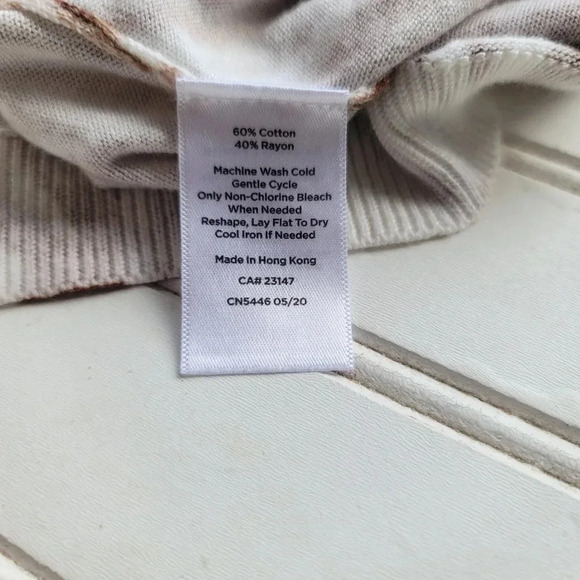 60% Cotton
40% Rayon
Machine Wash Cold
Gentle Cycle
Only Non-Chlorine Bleach
When Needed
Reshape, Lay Flat To Dry
Cool Iron If Needed
Made in Hong Kong
CA# 23147
CN5446 05/20